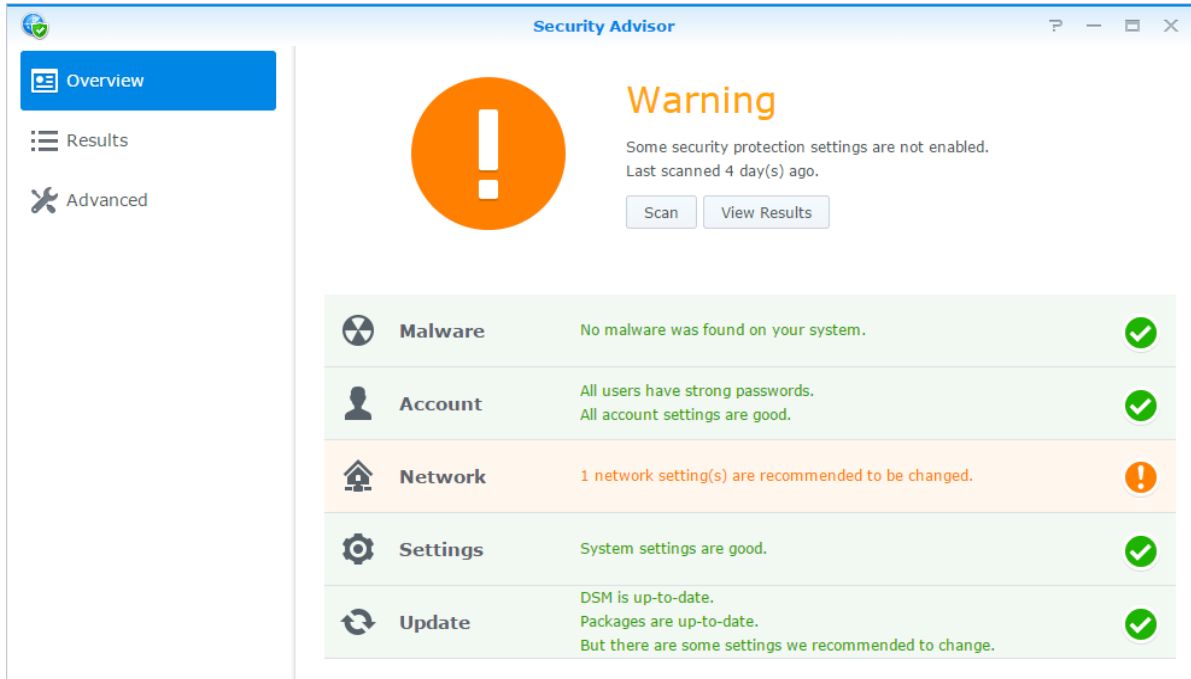 Security Advisor
Overview
Results
Advanced
Warning
Some security protection settings are not enabled.
Last scanned 4 day(s) ago.
Scan
View Results
Malware
No malware was found on your system.
Account
All users have strong passwords.
All account settings are good.
Network
1 network setting(s) are recommended to be changed.
Settings
System settings are good.
Update
DSM is up-to-date.
Packages are up-to-date.
But there are some settings we recommended to change.